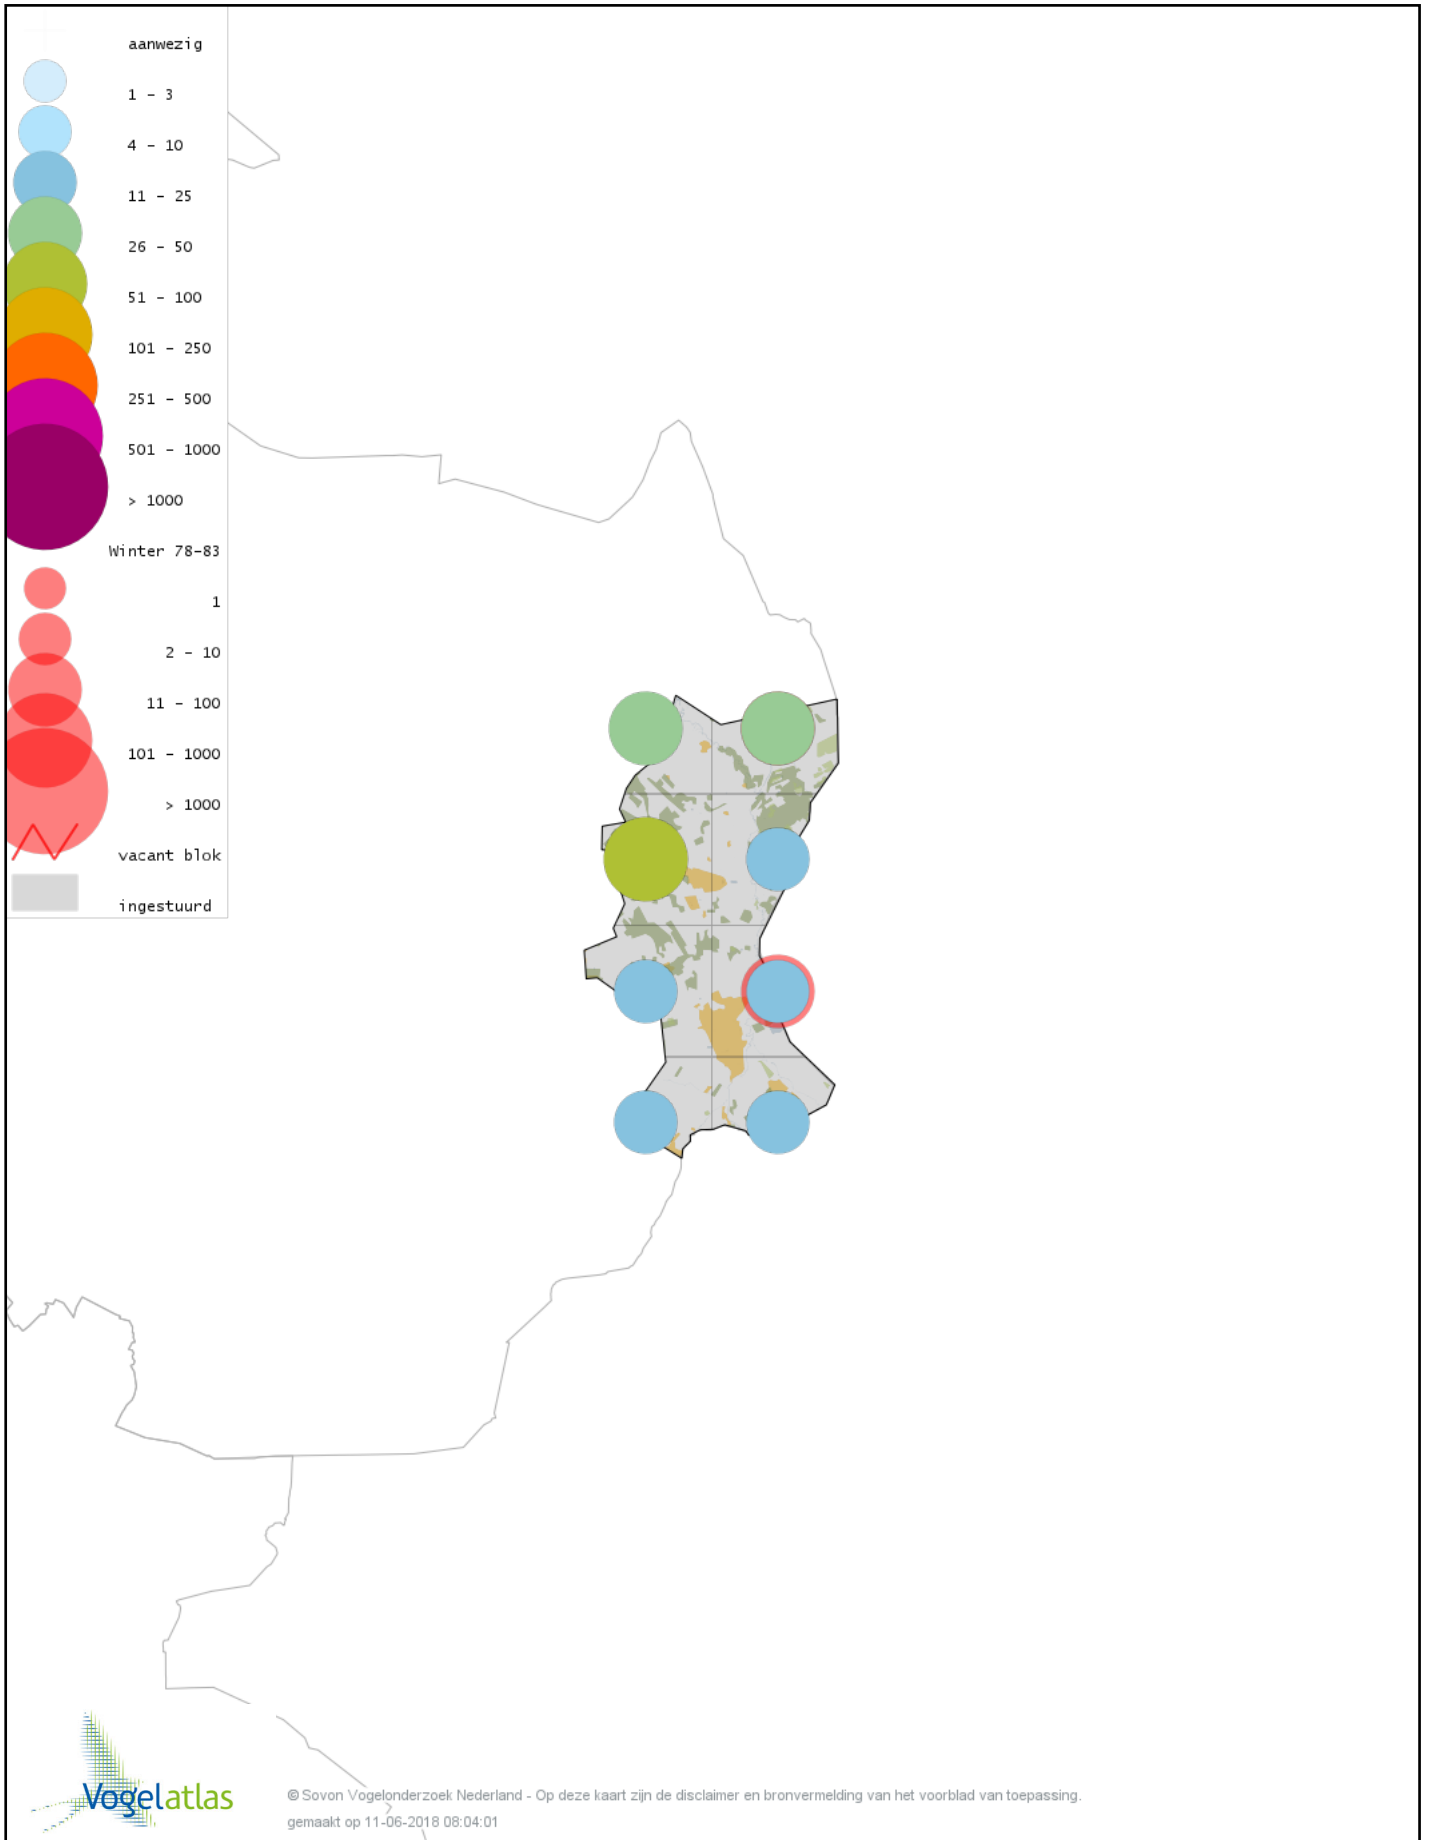 aanwezig
1 - 3
4 - 10
11 - 25
26 - 50
51 - 100
101 - 250
251 - 500
501 - 1000
> 1000
Winter 78-83
1
2 - 10
11 - 100
101 - 1000
> 1000
vacant blok
ingestuurd
Vogelatlas
© Sovon Vogelonderzoek Nederland - Op deze kaart zijn de disclaimer en bronvermelding van het voorblad van toepassing.
gemaakt op 11-06-2018 08:04:01